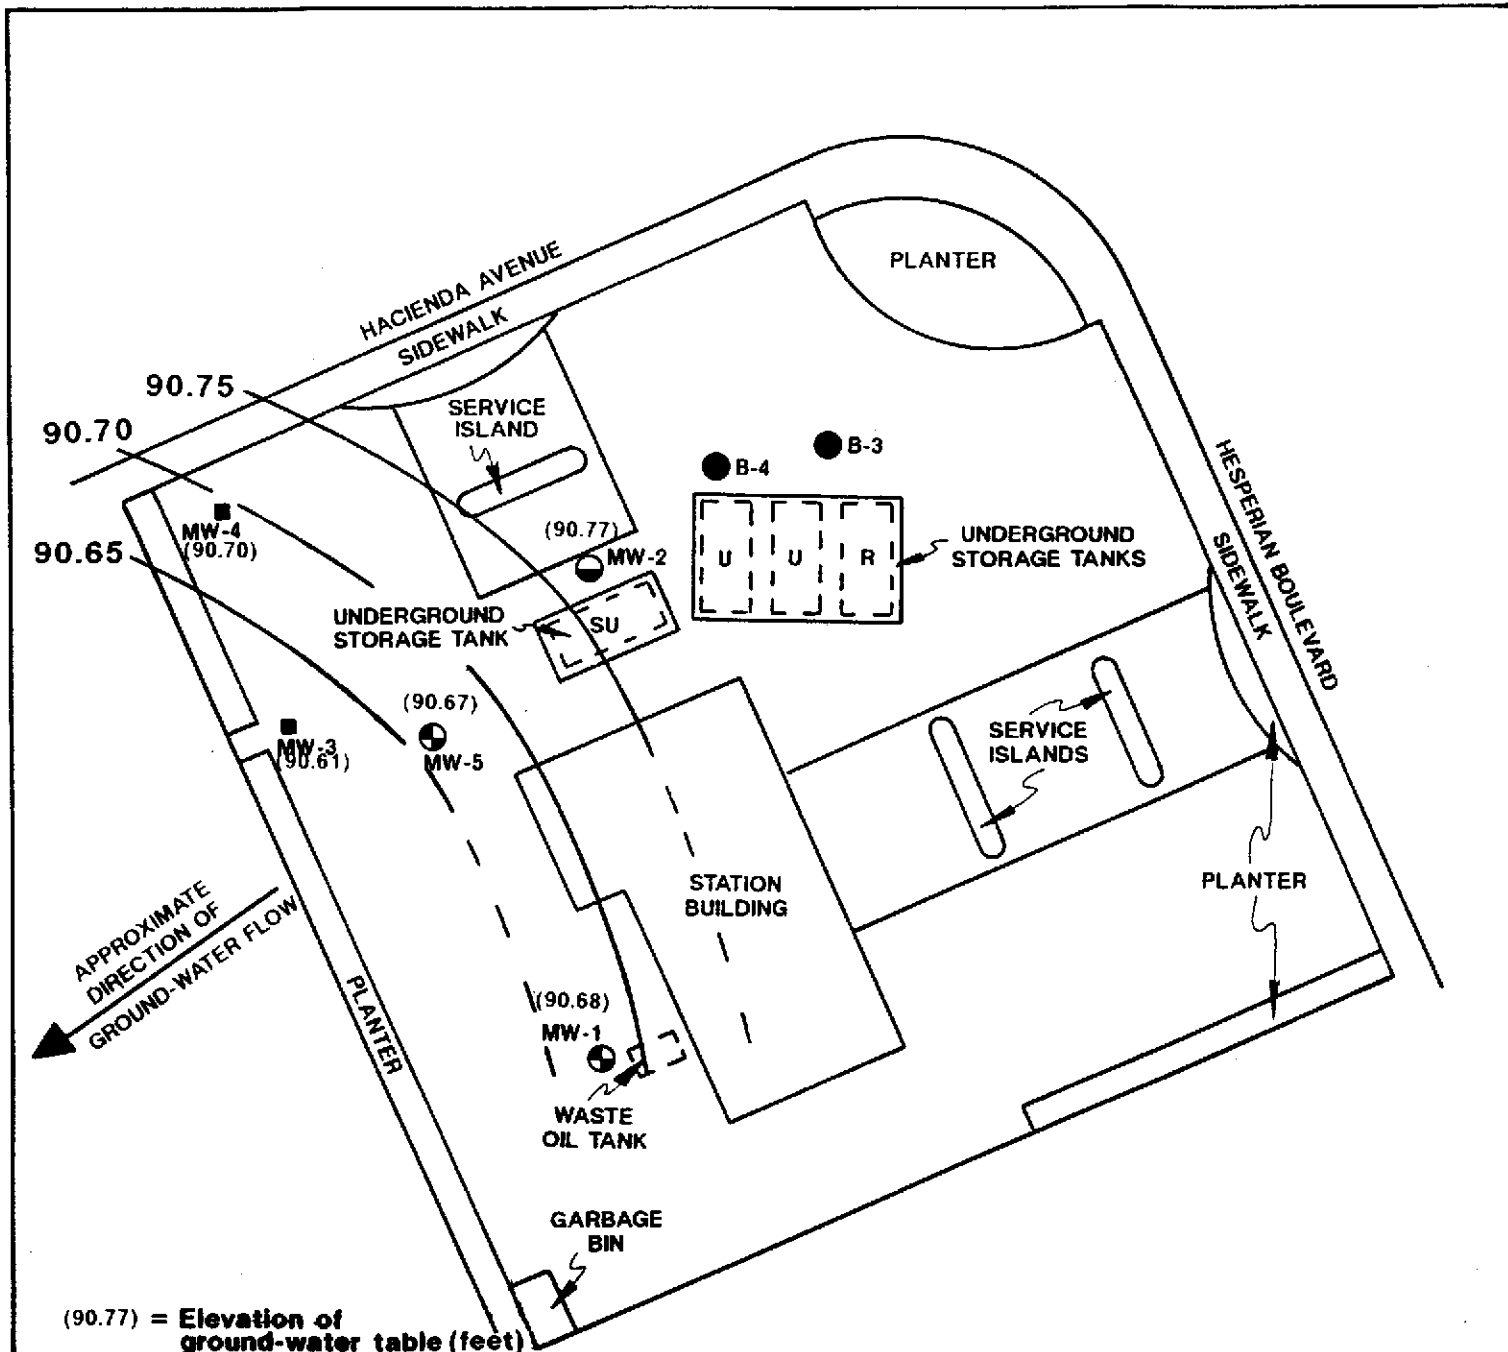 PLANTER
HACIENDA AVENUE
SIDEWALK
90.75
SERVICE
ISLAND
90.70
B-3
B-4
HESPERIAN BOULEVARD
SIDEWALK
MW-4
(90.70)
(90.77)
MW-2
90.65
U
U
R
UNDERGROUND
STORAGE TANKS
UNDERGROUND
STORAGE TANK
SU
(90.67)
MW-5
MW-3
(90.61)
SERVICE
ISLANDS
STATION
BUILDING
PLANTER
APPROXIMATE
DIRECTION OF
GROUND-WATER FLOW
PLANTER
(90.68)
MW-1
WASTE
OIL TANK
GARBAGE
BIN
(90.77) = Elevation of
ground-water table (feet)